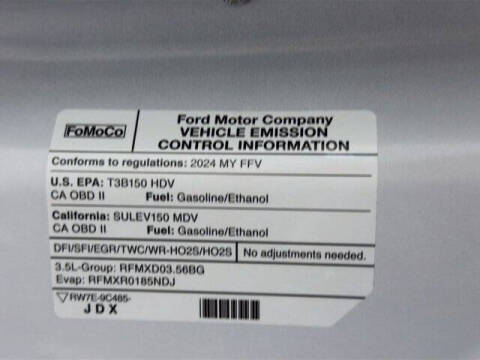 FoMoCo
Ford Motor Company
VEHICLE EMISSION
CONTROL INFORMATION
Conforms to regulations: 2024 MY FFV
U.S. EPA: T3B150 HDV
CA OBD II Fuel: Gasoline/Ethanol
California: SULEV150 MDV
CA OBD II Fuel: Gasoline/Ethanol
DFI/SFI/EGR/TWC/WR-HO2S/HO2S No adjustments needed.
3.5L-Group: RFMXD03.56BG
Evap: RFMXR0185NDJ
RW7E-9C485-
JDX